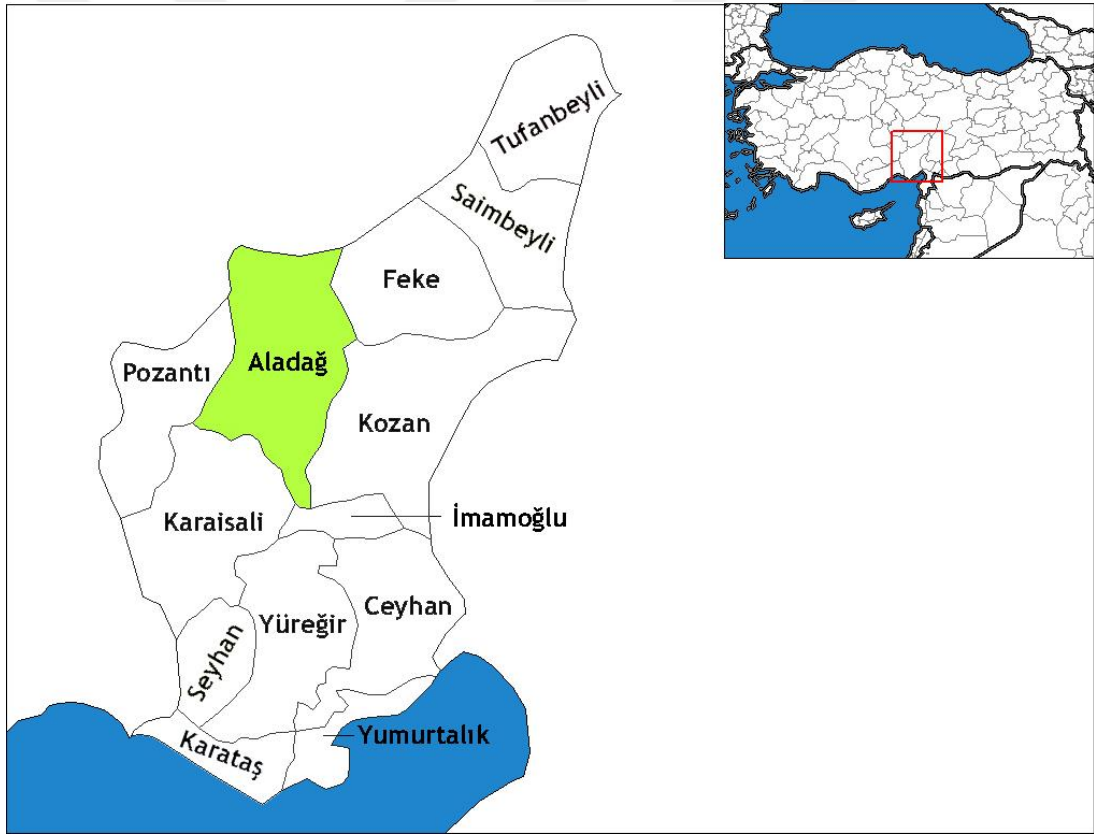 Tufanbeyli
Saimbeyli
Feke
Aladağ
Pozantı
Kozan
Karaisali
İmamoğlu
Ceyhan
Yüreğir
Seyhan
Yumurtalık
Karataş